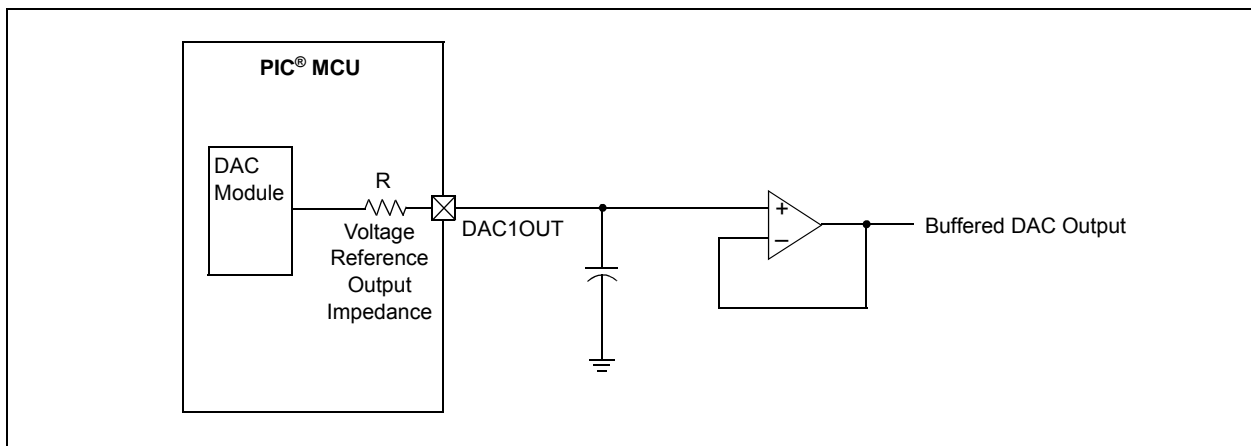 PIC® MCU
DAC
Module
R
Voltage
Reference
Output
Impedance
DAC1OUT
+
–
Buffered DAC Output